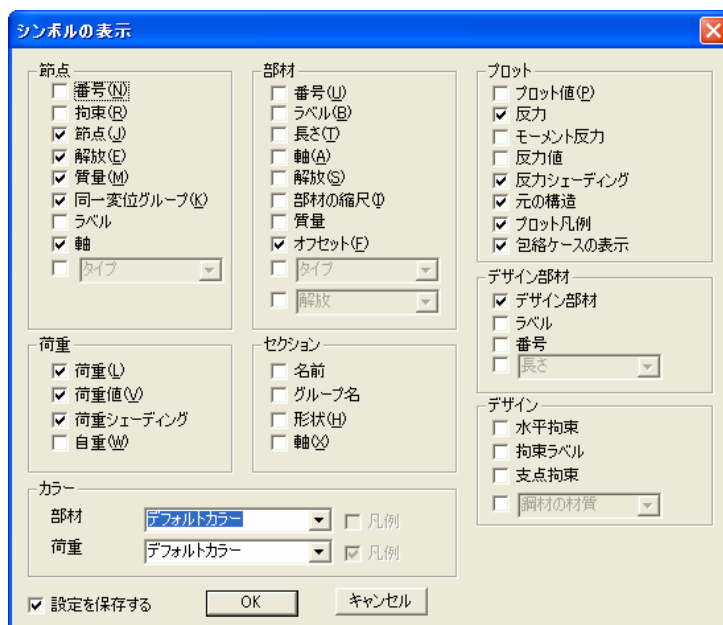 シンボルの表示
節点
番号(N)
拘束(R)
節点(J)
解放(E)
質量(M)
同一変位グループ(K)
ラベル
軸
タイプ
部材
番号(U)
ラベル(B)
長さ(T)
軸(A)
解放(S)
部材の縮尺(I)
質量
オフセット(F)
タイプ
解放
プロット
プロット値(P)
反力
モーメント反力
反力値
反力シェーディング
元の構造
プロット凡例
包絡ケースの表示
デザイン部材
デザイン部材
ラベル
番号
長さ
荷重
荷重(L)
荷重値(V)
荷重シェーディング
自重(W)
セクション
名前
グループ名
形状(H)
軸(X)
デザイン
水平拘束
拘束ラベル
支点拘束
鋼材の材質
カラー
部材 デフォルトカラー 凡例
荷重 デフォルトカラー 凡例
設定を保存する OK キャンセル